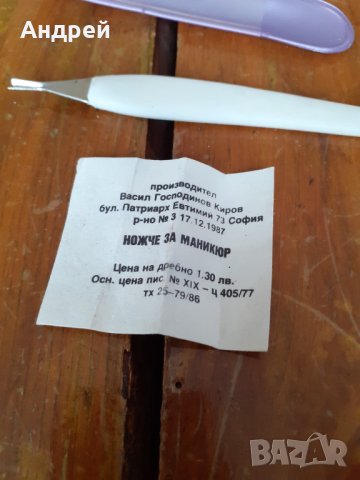 Андрей
производител
Васил Господинов Киров
бул. Патриарх Евтимий 73 София
р-но № 3 17.12.1987
НОЖЧЕ ЗА МАНИКЮР
Цена на дребно 1.30 лв.
Осн. цена пис. № XIX – ц 405/77
тх 25–79/86
BAZAR